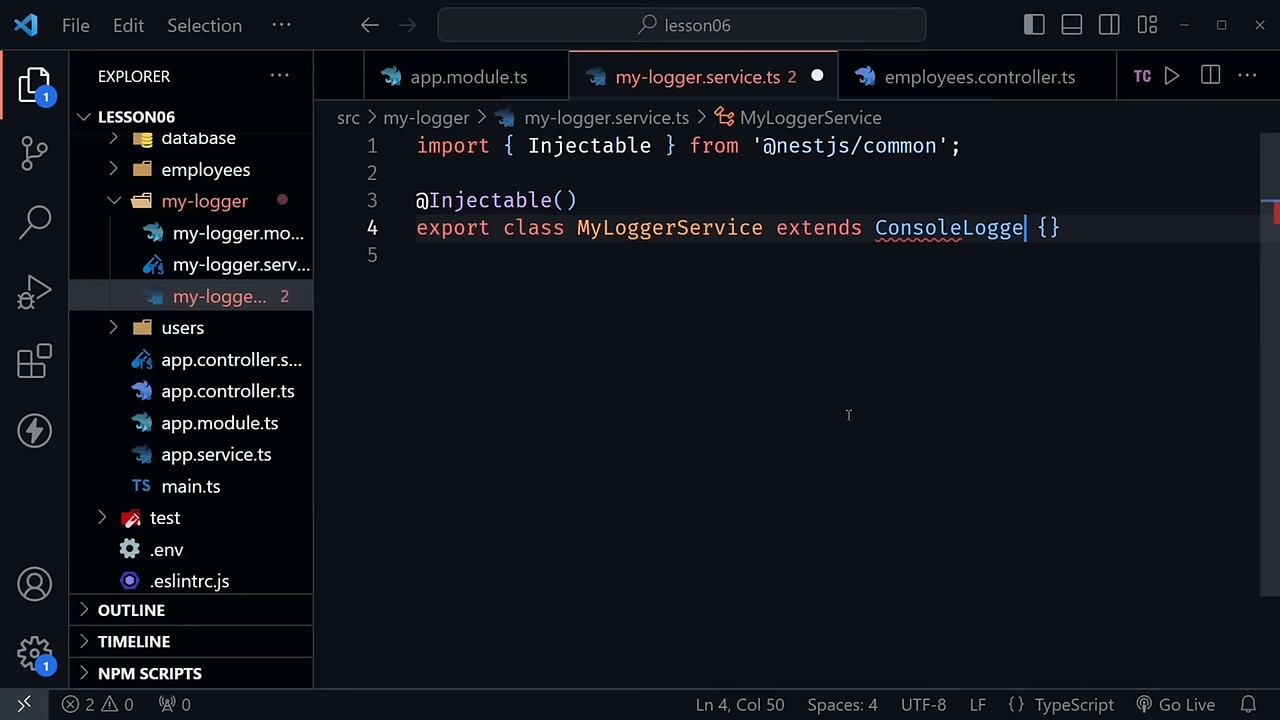 File Edit Selection ··· lesson06
EXPLORER ···
LESSON06
database
employees
my-logger
my-logger.mo...
my-logger.serv...
my-logge... 2
users
app.controller.s...
app.controller.ts
app.module.ts
app.service.ts
TS main.ts
test
.env
.eslintrc.js
OUTLINE
TIMELINE
NPM SCRIPTS
1
1
app.module.ts my-logger.service.ts 2 employees.controller.ts TC ···
src > my-logger > my-logger.service.ts > MyLoggerService
1 import { Injectable } from '@nestjs/common';
2
3 @Injectable()
4 export class MyLoggerService extends ConsoleLogge {}
5
2 0 0 Ln 4, Col 50 Spaces: 4 UTF-8 LF {} TypeScript Go Live